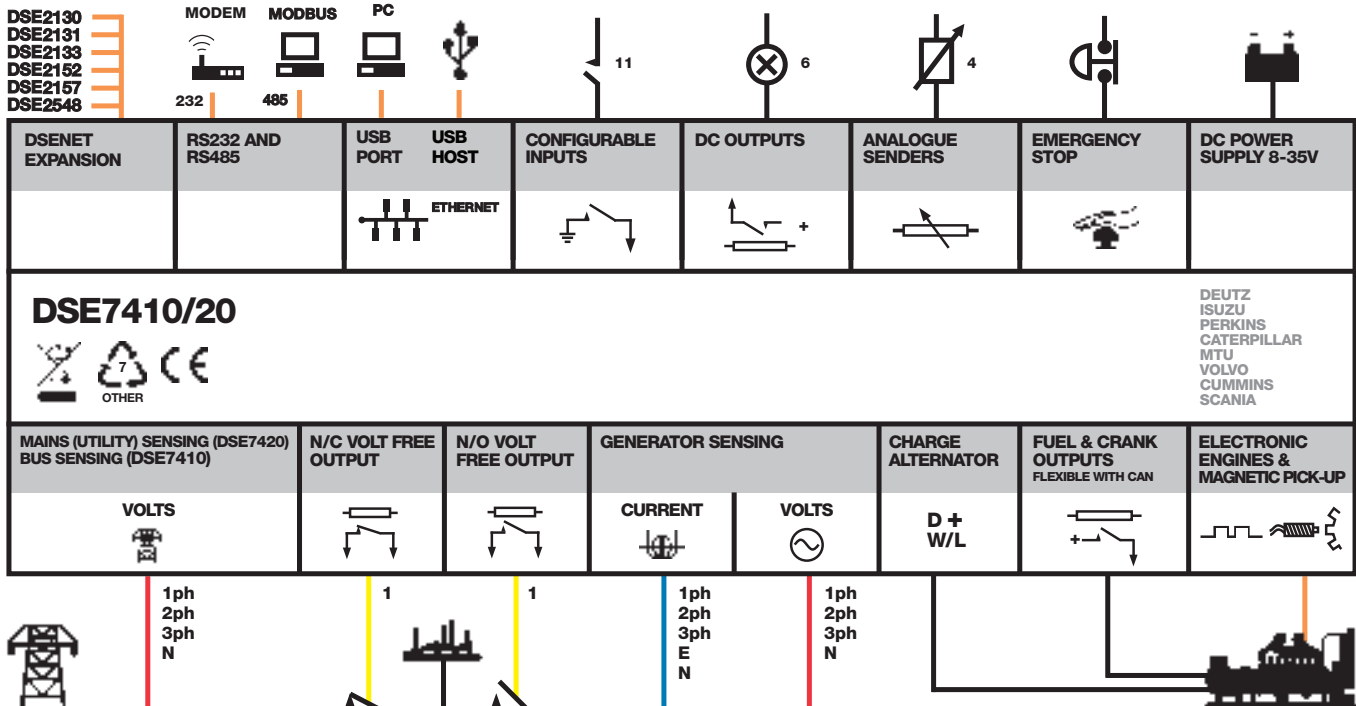 DSE2130
DSE2131
DSE2133
DSE2152
DSE2157
DSE2548
MODEM
MODBUS
PC
232
485
11
6
4
- +
DSENET
EXPANSION
RS232 AND
RS485
USB
PORT
USB
HOST
CONFIGURABLE
INPUTS
DC OUTPUTS
ANALOGUE
SENDERS
EMERGENCY
STOP
DC POWER
SUPPLY 8-35V
ETHERNET
+
DSE7410/20
7
OTHER
CE
DEUTZ
ISUZU
PERKINS
CATERPILLAR
MTU
VOLVO
CUMMINS
SCANIA
MAINS (UTILITY) SENSING (DSE7420)
BUS SENSING (DSE7410)
N/C VOLT FREE
OUTPUT
N/O VOLT
FREE OUTPUT
GENERATOR SENSING
CHARGE
ALTERNATOR
FUEL & CRANK
OUTPUTS
FLEXIBLE WITH CAN
ELECTRONIC
ENGINES &
MAGNETIC PICK-UP
VOLTS
CURRENT
VOLTS
D +
W/L
+
1ph
2ph
3ph
N
1
1
1ph
2ph
3ph
E
N
1ph
2ph
3ph
N